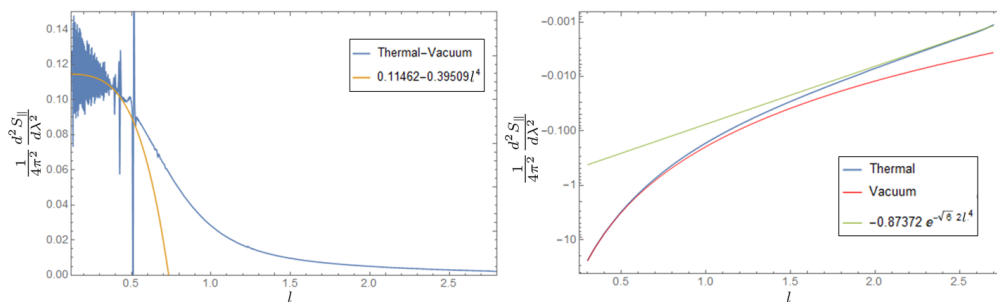 0.14
0.12
0.10
0.08
0.06
0.04
0.02
0.00
0.5 1.0 1.5 2.0 2.5
l
1/4π² d²S∥/dλ²
Thermal-Vacuum
0.11462-0.39509 l⁴
-0.001
-0.010
-0.100
-1
-10
0.5 1.0 1.5 2.0 2.5
l
1/4π² d²S∥/dλ²
Thermal
Vacuum
-0.87372 e^-√6 2l .4